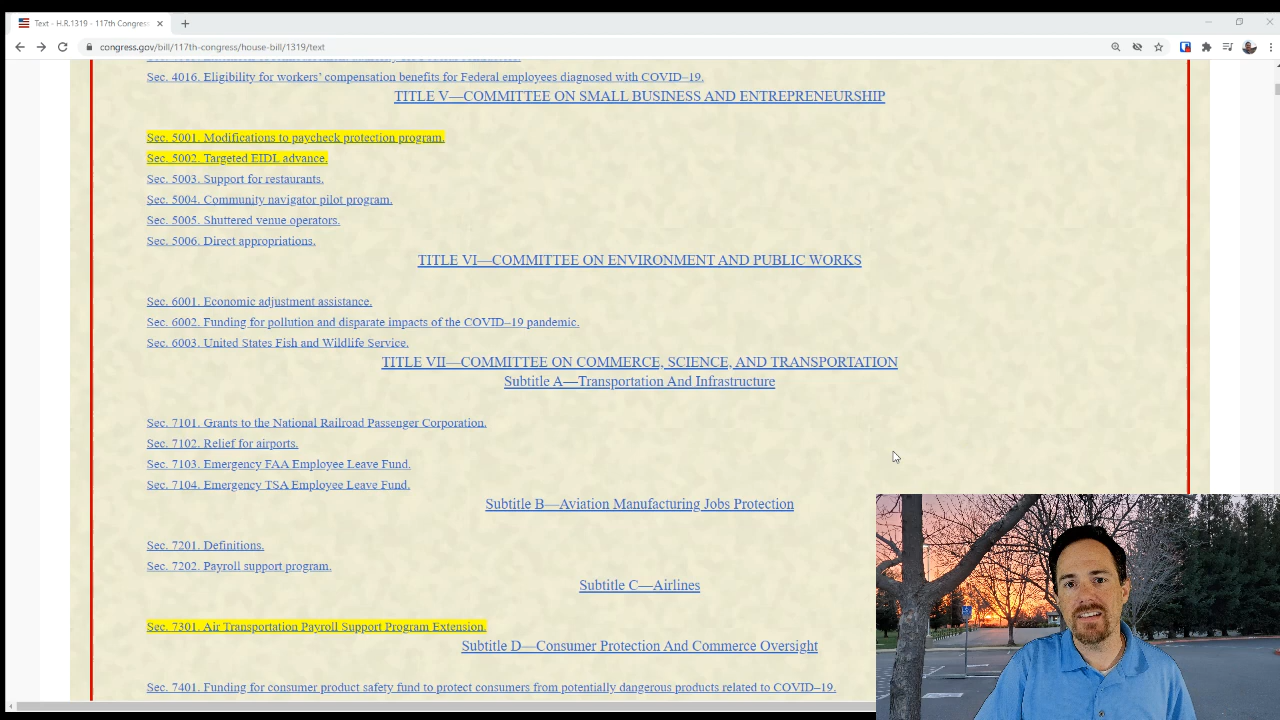 Text - H.R.1319 - 117th Congress
congress.gov/bill/117th-congress/house-bill/1319/text
Sec. 4016. Eligibility for workers’ compensation benefits for Federal employees diagnosed with COVID–19.
TITLE V—COMMITTEE ON SMALL BUSINESS AND ENTREPRENEURSHIP
Sec. 5001. Modifications to paycheck protection program.
Sec. 5002. Targeted EIDL advance.
Sec. 5003. Support for restaurants.
Sec. 5004. Community navigator pilot program.
Sec. 5005. Shuttered venue operators.
Sec. 5006. Direct appropriations.
TITLE VI—COMMITTEE ON ENVIRONMENT AND PUBLIC WORKS
Sec. 6001. Economic adjustment assistance.
Sec. 6002. Funding for pollution and disparate impacts of the COVID–19 pandemic.
Sec. 6003. United States Fish and Wildlife Service.
TITLE VII—COMMITTEE ON COMMERCE, SCIENCE, AND TRANSPORTATION
Subtitle A—Transportation And Infrastructure
Sec. 7101. Grants to the National Railroad Passenger Corporation.
Sec. 7102. Relief for airports.
Sec. 7103. Emergency FAA Employee Leave Fund.
Sec. 7104. Emergency TSA Employee Leave Fund.
Subtitle B—Aviation Manufacturing Jobs Protection
Sec. 7201. Definitions.
Sec. 7202. Payroll support program.
Subtitle C—Airlines
Sec. 7301. Air Transportation Payroll Support Program Extension.
Subtitle D—Consumer Protection And Commerce Oversight
Sec. 7401. Funding for consumer product safety fund to protect consumers from potentially dangerous products related to COVID–19.